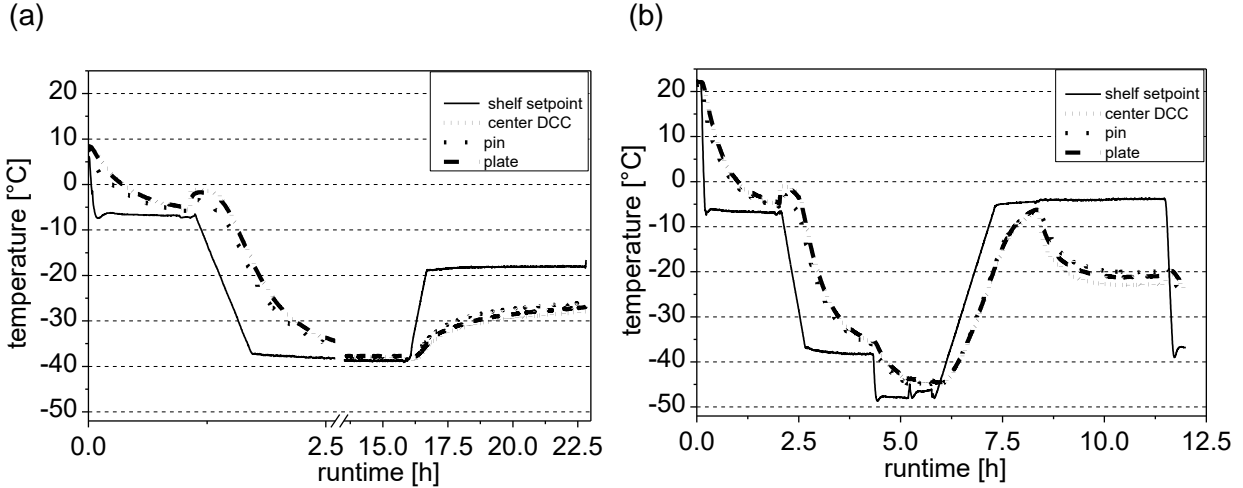 (a)
(b)
temperature [°C]
20
10
0
-10
-20
-30
-40
-50
shelf setpoint
center DCC
pin
plate
0.0 2.5 15.0 17.5 20.0 22.5
runtime [h]
temperature [°C]
20
10
0
-10
-20
-30
-40
-50
shelf setpoint
center DCC
pin
plate
0.0 2.5 5.0 7.5 10.0 12.5
runtime [h]